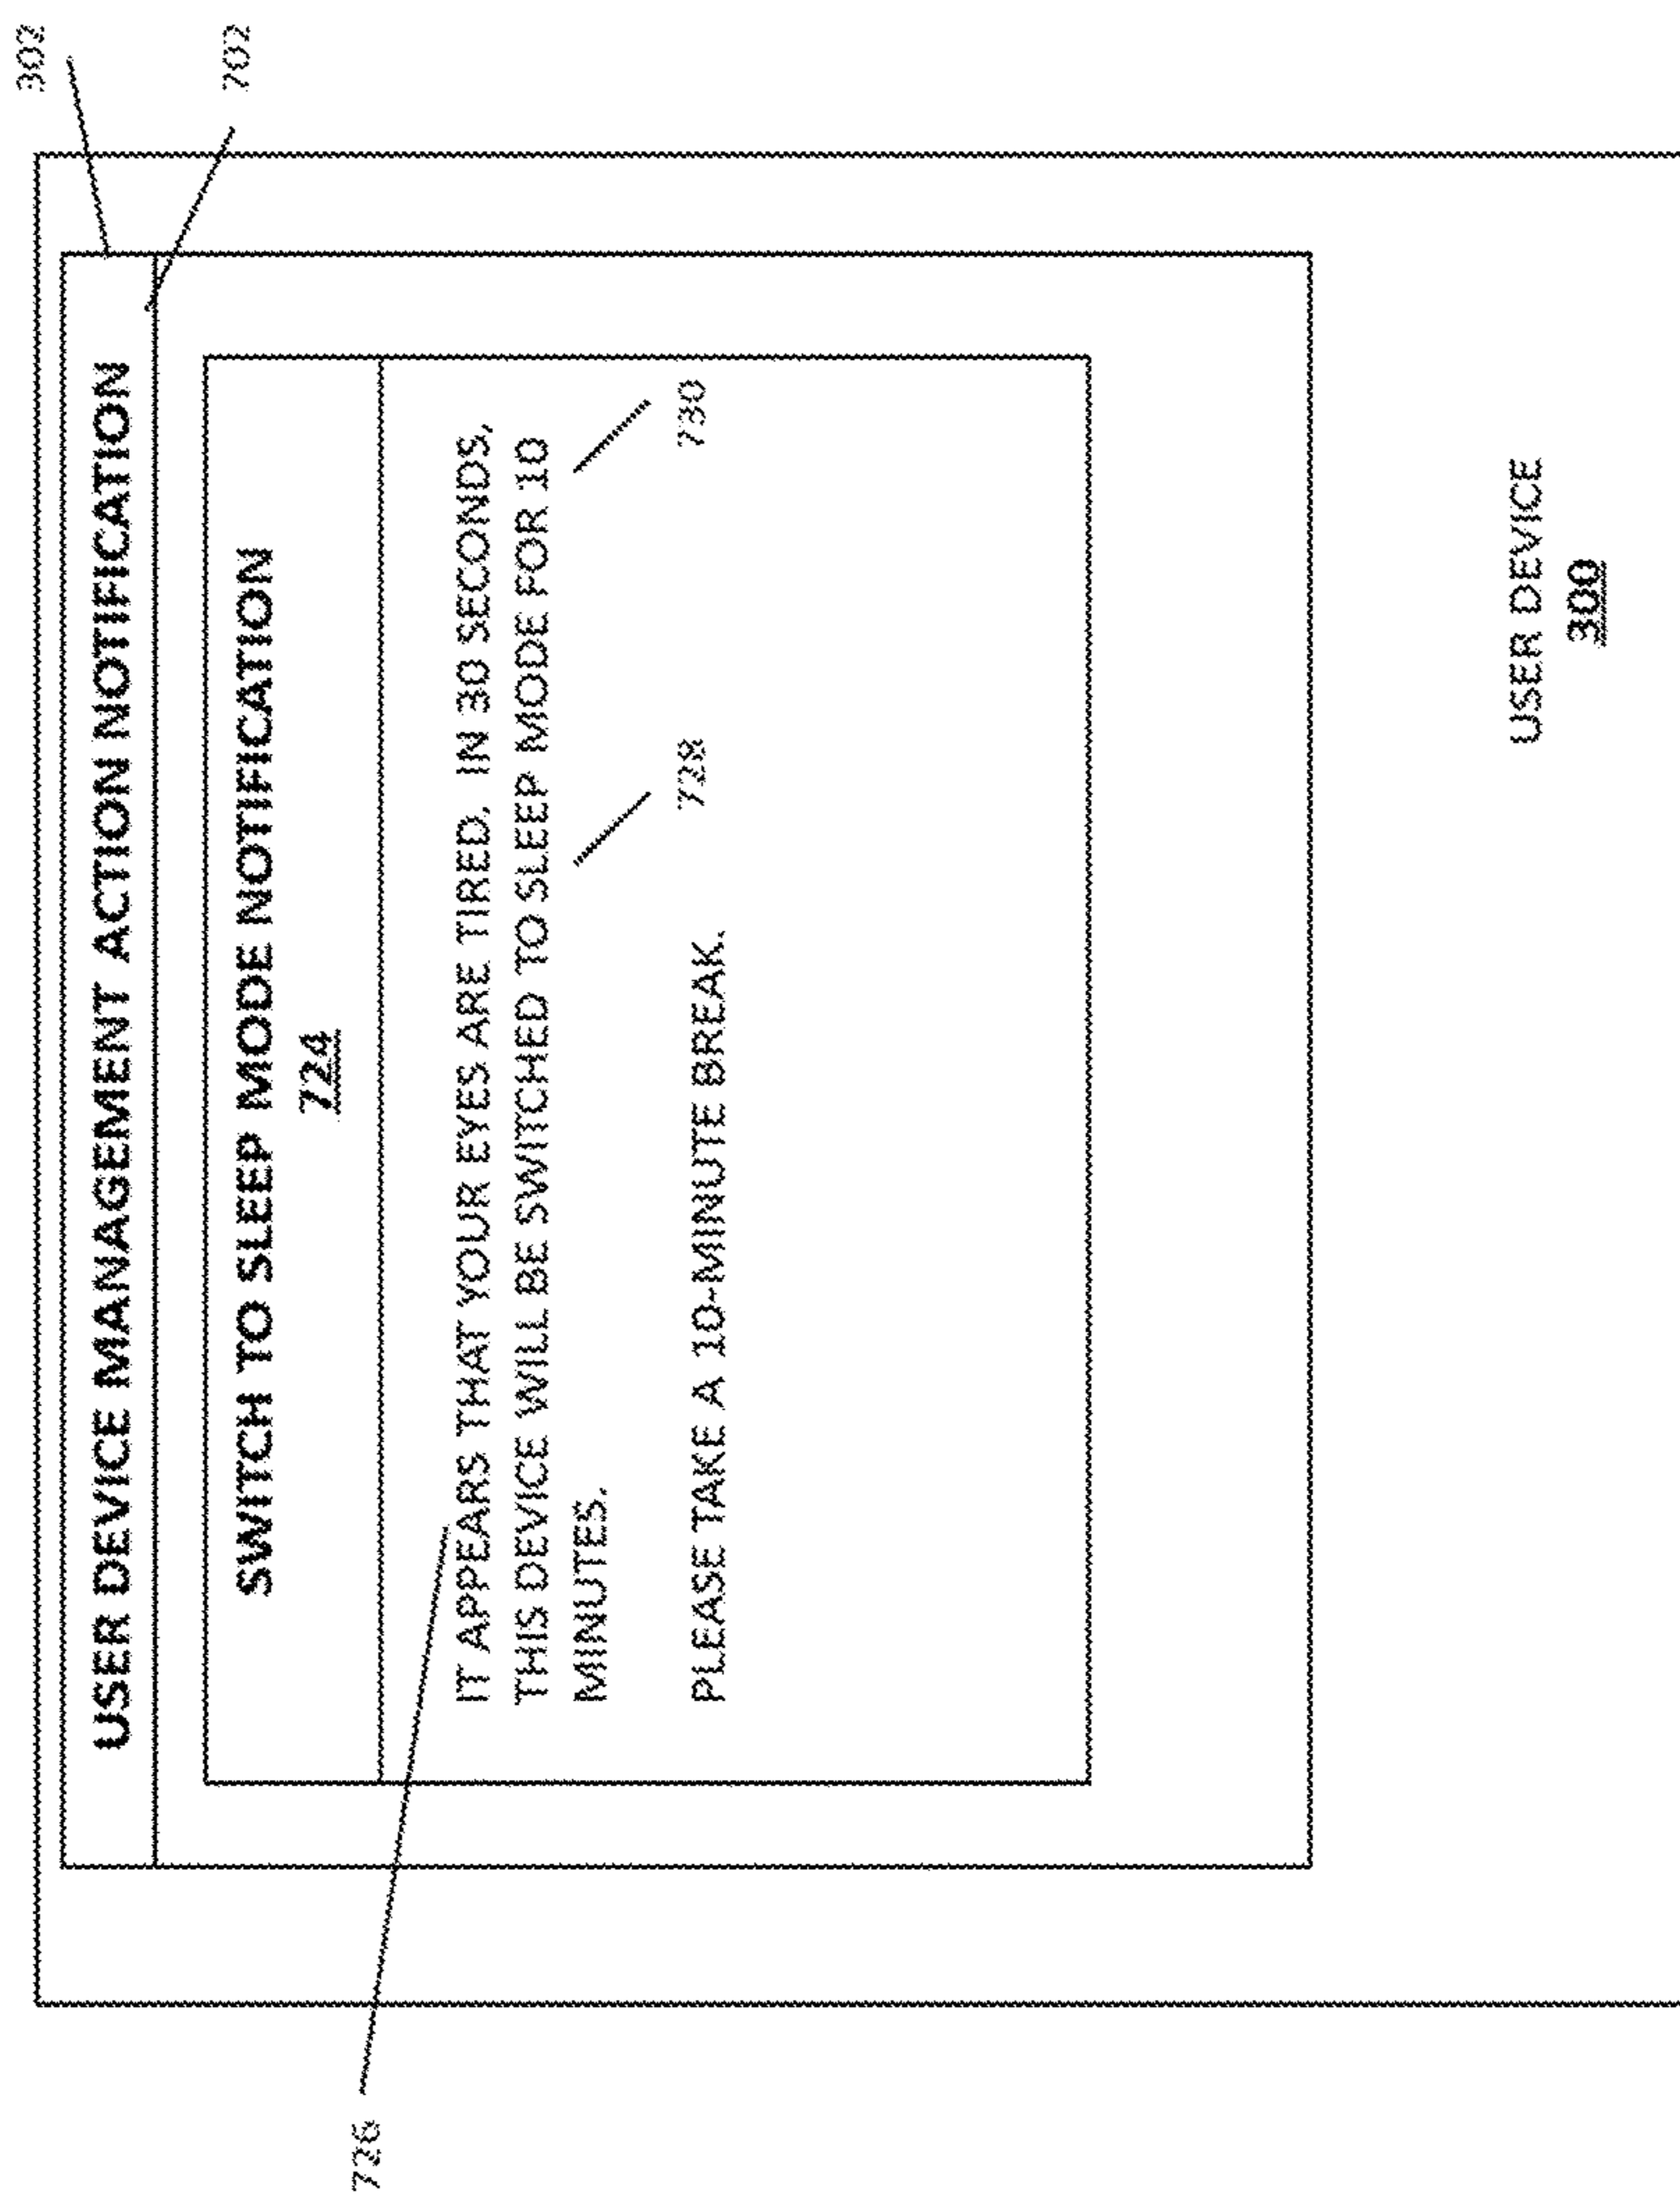 302
702
USER DEVICE MANAGEMENT ACTION NOTIFICATION
SWITCH TO SLEEP MODE NOTIFICATION
724
726
IT APPEARS THAT YOUR EYES ARE TIRED. IN 30 SECONDS,
THIS DEVICE WILL BE SWITCHED TO SLEEP MODE FOR 10
MINUTES.
728
730
PLEASE TAKE A 10-MINUTE BREAK.
USER DEVICE
300